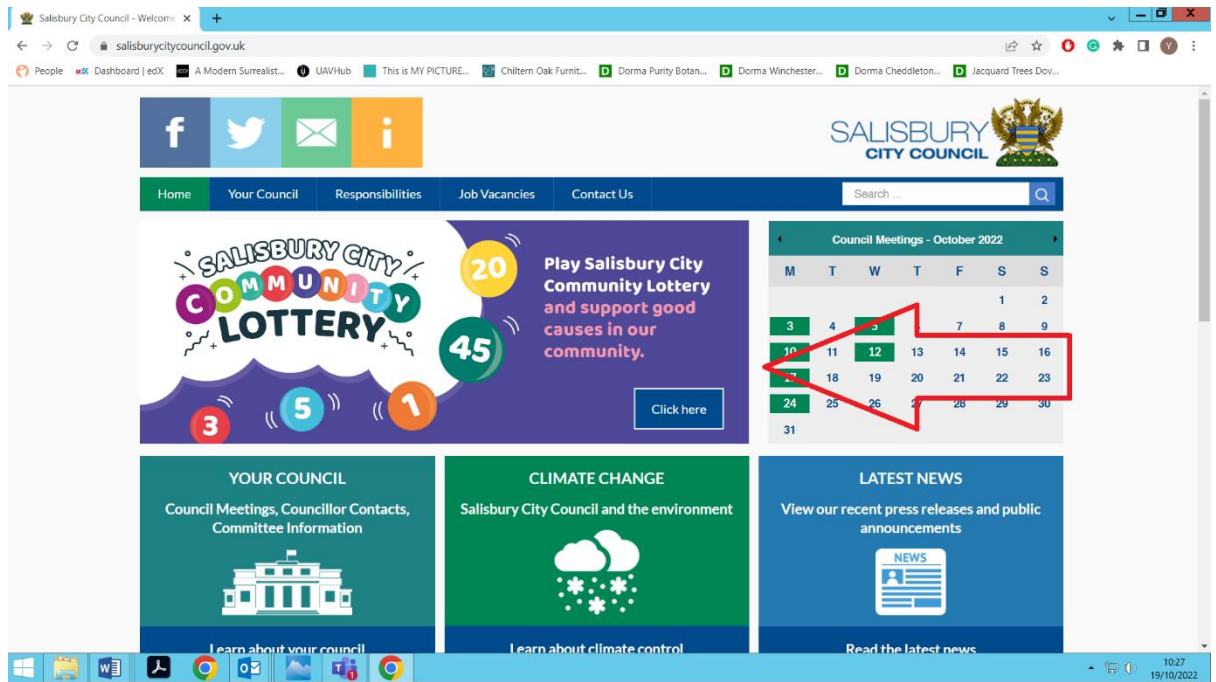 Salisbury City Council - Welcome
salisburycitycouncil.gov.uk
People
Dashboard | edX
A Modern Surrealist...
UAVHub
This is MY PICTURE...
Chiltern Oak Furnit...
Dorma Purity Botan...
Dorma Winchester...
Dorma Cheddleton...
Jacquard Trees Dov...
SALISBURY
CITY COUNCIL
Home Your Council Responsibilities Job Vacancies Contact Us
Search ...
SALISBURY CITY
COMMUNITY
LOTTERY
20
45
3
5
1
Play Salisbury City
Community Lottery
and support good
causes in our
community.
Click here
Council Meetings - October 2022
M T W T F S S
1 2
3 4 5 7 8 9
10 11 12 13 14 15 16
17 18 19 20 21 22 23
24 25 26 27 28 29 30
31
YOUR COUNCIL
Council Meetings, Councillor Contacts,
Committee Information
Learn about your council
CLIMATE CHANGE
Salisbury City Council and the environment
Learn about climate control
LATEST NEWS
View our recent press releases and public
announcements
NEWS
Read the latest news
10:27
19/10/2022